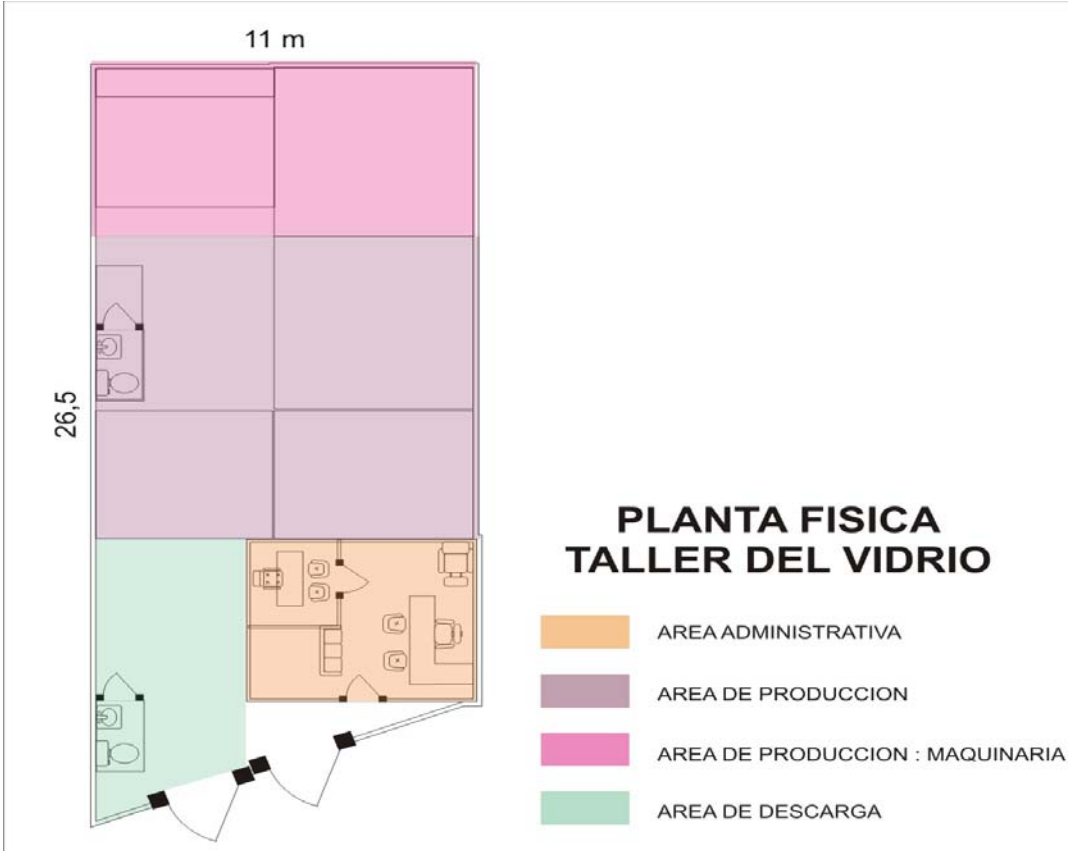 11 m
26,5
PLANTA FISICA
TALLER DEL VIDRIO
AREA ADMINISTRATIVA
AREA DE PRODUCCION
AREA DE PRODUCCION : MAQUINARIA
AREA DE DESCARGA